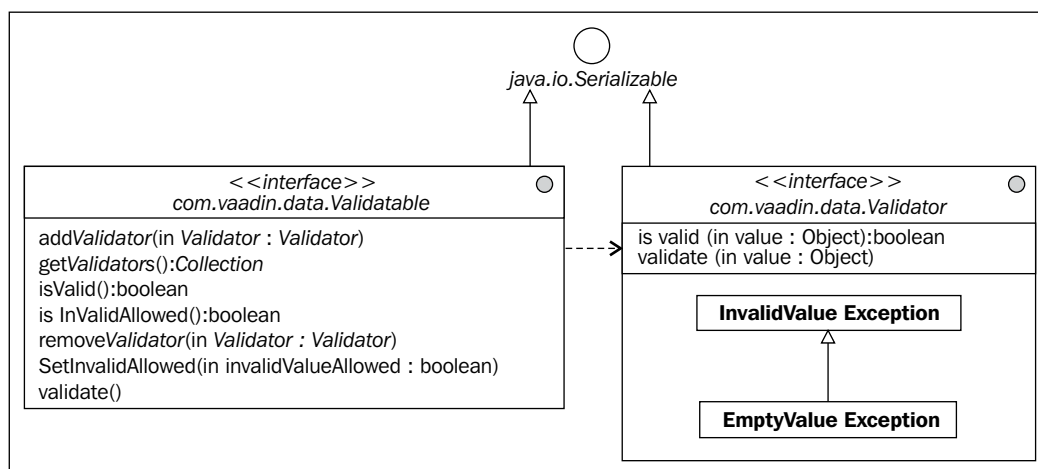 java.io.Serializable
<<interface>>
com.vaadin.data.Validatable
addValidator(in Validator : Validator)
getValidators():Collection
isValid():boolean
is InValidAllowed():boolean
removeValidator(in Validator : Validator)
SetInvalidAllowed(in invalidValueAllowed : boolean)
validate()
<<interface>>
com.vaadin.data.Validator
is valid (in value : Object):boolean
validate (in value : Object)
InvalidValue Exception
EmptyValue Exception